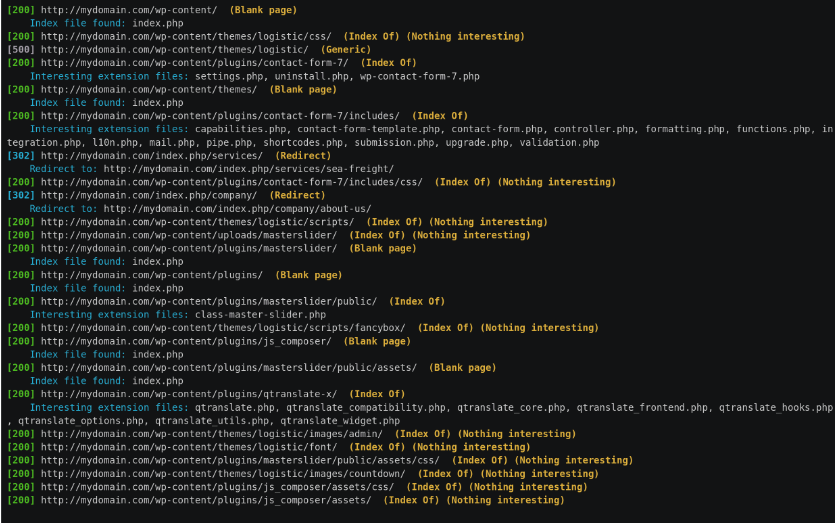 [200] http://mydomain.com/wp-content/  (Blank page)
    Index file found: index.php
[200] http://mydomain.com/wp-content/themes/logistic/css/  (Index Of) (Nothing interesting)
[500] http://mydomain.com/wp-content/themes/logistic/  (Generic)
[200] http://mydomain.com/wp-content/plugins/contact-form-7/  (Index Of)
    Interesting extension files: settings.php, uninstall.php, wp-contact-form-7.php
[200] http://mydomain.com/wp-content/themes/  (Blank page)
    Index file found: index.php
[200] http://mydomain.com/wp-content/plugins/contact-form-7/includes/  (Index Of)
    Interesting extension files: capabilities.php, contact-form-template.php, contact-form.php, controller.php, formatting.php, functions.php, in
tegration.php, l10n.php, mail.php, pipe.php, shortcodes.php, submission.php, upgrade.php, validation.php
[302] http://mydomain.com/index.php/services/  (Redirect)
    Redirect to: http://mydomain.com/index.php/services/sea-freight/
[200] http://mydomain.com/wp-content/plugins/contact-form-7/includes/css/  (Index Of) (Nothing interesting)
[302] http://mydomain.com/index.php/company/  (Redirect)
    Redirect to: http://mydomain.com/index.php/company/about-us/
[200] http://mydomain.com/wp-content/themes/logistic/scripts/  (Index Of) (Nothing interesting)
[200] http://mydomain.com/wp-content/uploads/masterslider/  (Index Of) (Nothing interesting)
[200] http://mydomain.com/wp-content/plugins/masterslider/  (Blank page)
    Index file found: index.php
[200] http://mydomain.com/wp-content/plugins/  (Blank page)
    Index file found: index.php
[200] http://mydomain.com/wp-content/plugins/masterslider/public/  (Index Of)
    Interesting extension files: class-master-slider.php
[200] http://mydomain.com/wp-content/themes/logistic/scripts/fancybox/  (Index Of) (Nothing interesting)
[200] http://mydomain.com/wp-content/plugins/js_composer/  (Blank page)
    Index file found: index.php
[200] http://mydomain.com/wp-content/plugins/masterslider/public/assets/  (Blank page)
    Index file found: index.php
[200] http://mydomain.com/wp-content/plugins/qtranslate-x/  (Index Of)
    Interesting extension files: qtranslate.php, qtranslate_compatibility.php, qtranslate_core.php, qtranslate_frontend.php, qtranslate_hooks.php
, qtranslate_options.php, qtranslate_utils.php, qtranslate_widget.php
[200] http://mydomain.com/wp-content/themes/logistic/images/admin/  (Index Of) (Nothing interesting)
[200] http://mydomain.com/wp-content/themes/logistic/font/  (Index Of) (Nothing interesting)
[200] http://mydomain.com/wp-content/plugins/masterslider/public/assets/css/  (Index Of) (Nothing interesting)
[200] http://mydomain.com/wp-content/themes/logistic/images/countdown/  (Index Of) (Nothing interesting)
[200] http://mydomain.com/wp-content/plugins/js_composer/assets/css/  (Index Of) (Nothing interesting)
[200] http://mydomain.com/wp-content/plugins/js_composer/assets/  (Index Of) (Nothing interesting)